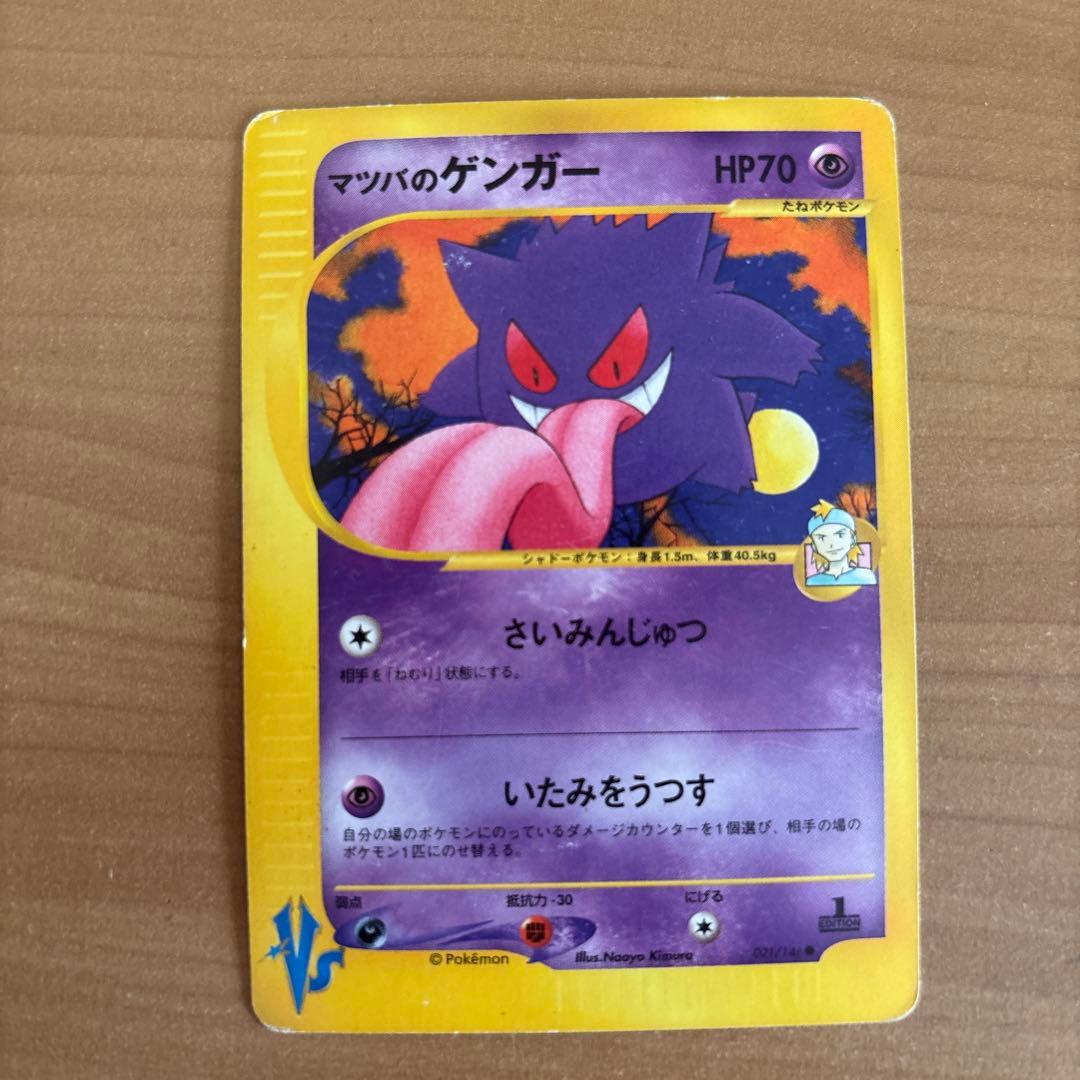 マツバのゲンガー HP70
たねポケモン
シャドーポケモン：身長1.5m、体重40.5kg
さいみんじゅつ
相手を「ねむり」状態にする。
いたみをうつす
自分の場のポケモンにのっているダメージカウンターを1個選び、相手の場の
ポケモン1匹にのせ替える。
弱点 抵抗力-30 にげる
1
EDITION
VS
©Pokémon Illus.Naoyo Kimura 021/141